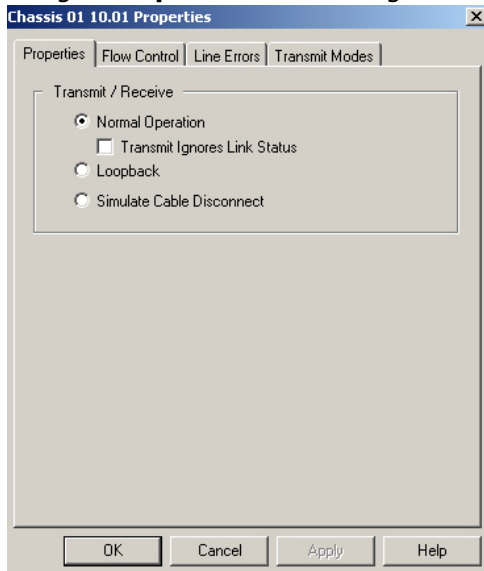 Chassis 01 10.01 Properties
Properties Flow Control Line Errors Transmit Modes
Transmit / Receive
Normal Operation
Transmit Ignores Link Status
Loopback
Simulate Cable Disconnect
OK Cancel Apply Help